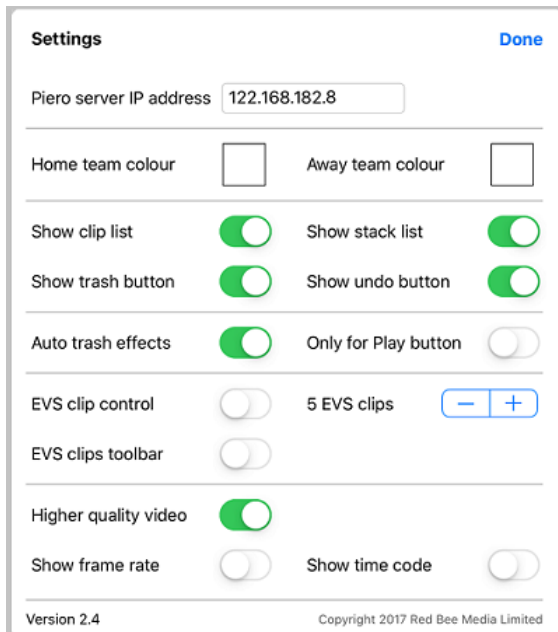 Settings Done
Piero server IP address 122.168.182.8
Home team colour Away team colour
Show clip list Show stack list
Show trash button Show undo button
Auto trash effects Only for Play button
EVS clip control 5 EVS clips − +
EVS clips toolbar
Higher quality video
Show frame rate Show time code
Version 2.4 Copyright 2017 Red Bee Media Limited